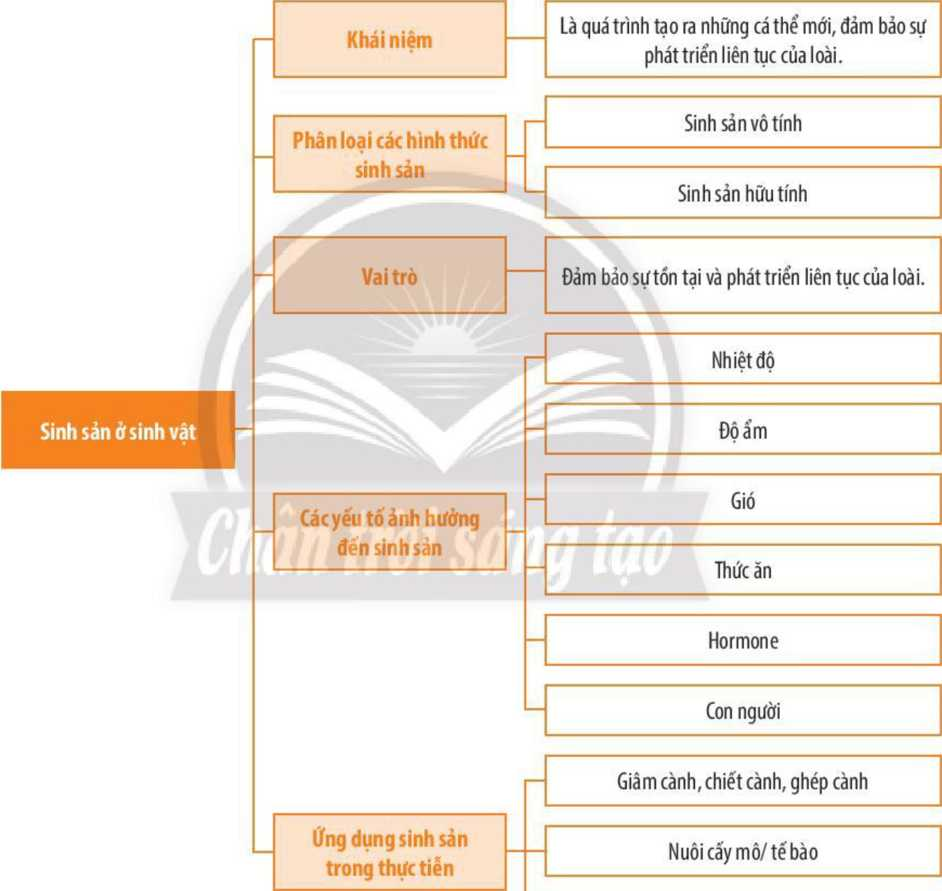 Khái niệm
Là quá trình tạo ra những cá thể mới, đảm bảo sự
phát triển liên tục của loài.
Phân loại các hình thức
sinh sản
Sinh sản vô tính
Sinh sản hữu tính
Vai trò
Đảm bảo sự tồn tại và phát triển liên tục của loài.
Sinh sản ở sinh vật
Các yếu tố ảnh hưởng
đến sinh sản
Nhiệt độ
Độ ẩm
Gió
Thức ăn
Hormone
Con người
Chân trời sáng tạo
Ứng dụng sinh sản
trong thực tiễn
Giâm cành, chiết cành, ghép cành
Nuôi cấy mô/ tế bào